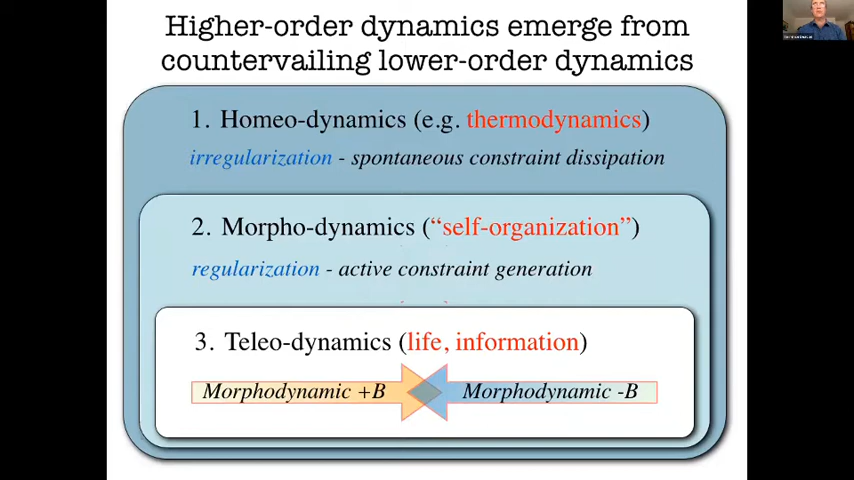 Higher-order dynamics emerge from
countervailing lower-order dynamics
1. Homeo-dynamics (e.g. thermodynamics)
irregularization - spontaneous constraint dissipation
2. Morpho-dynamics (“self-organization”)
regularization - active constraint generation
3. Teleo-dynamics (life, information)
Morphodynamic +B
Morphodynamic -B